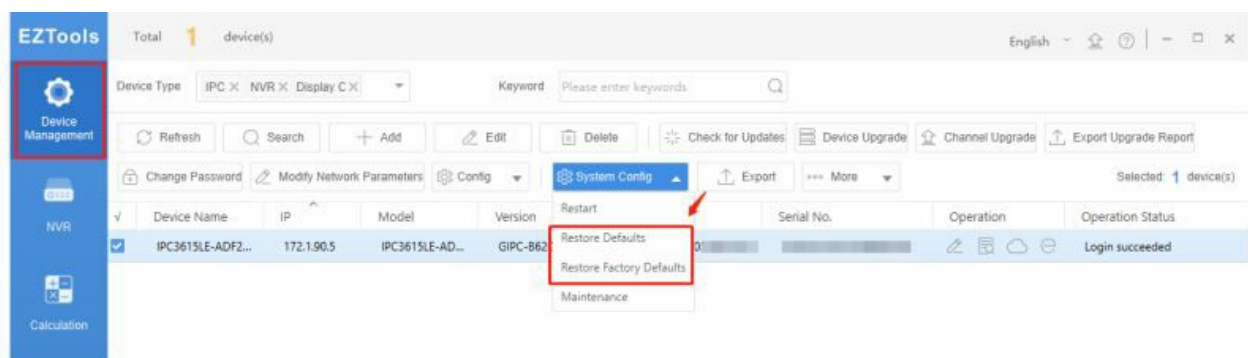 EZTools Total 1 device(s) English
Device Type IPC × NVR × Display C × Keyword Please enter keywords
Device Management
Refresh Search Add Edit Delete Check for Updates Device Upgrade Channel Upgrade Export Upgrade Report
Change Password Modify Network Parameters Config System Config Export More Selected: 1 device(s)
NVR
√ Device Name IP Model Version Restart Serial No. Operation Operation Status
IPC3615LE-ADF2... 172.1.90.5 IPC3615LE-AD... Restore Defaults Login succeeded
Restore Factory Defaults
Maintenance
Calculation